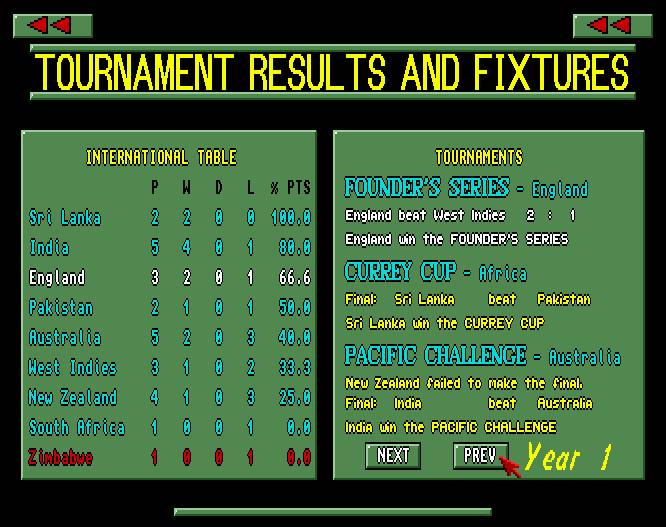 TOURNAMENT RESULTS AND FIXTURES
INTERNATIONAL TABLE
P W D L % PTS
Sri Lanka 2 2 0 0 100.0
India 5 4 0 1 80.0
England 3 2 0 1 66.6
Pakistan 2 1 0 1 50.0
Australia 5 2 0 3 40.0
West Indies 3 1 0 2 33.3
New Zealand 4 1 0 3 25.0
South Africa 1 0 0 1 0.0
Zimbabwe 1 0 0 1 0.0
TOURNAMENTS
FOUNDER'S SERIES - England
England beat West Indies 2 : 1
England win the FOUNDER'S SERIES
CURREY CUP - Africa
Final: Sri Lanka beat Pakistan
Sri Lanka win the CURREY CUP
PACIFIC CHALLENGE - Australia
New Zealand failed to make the final.
Final: India beat Australia
India win the PACIFIC CHALLENGE
NEXT PREV Year 1